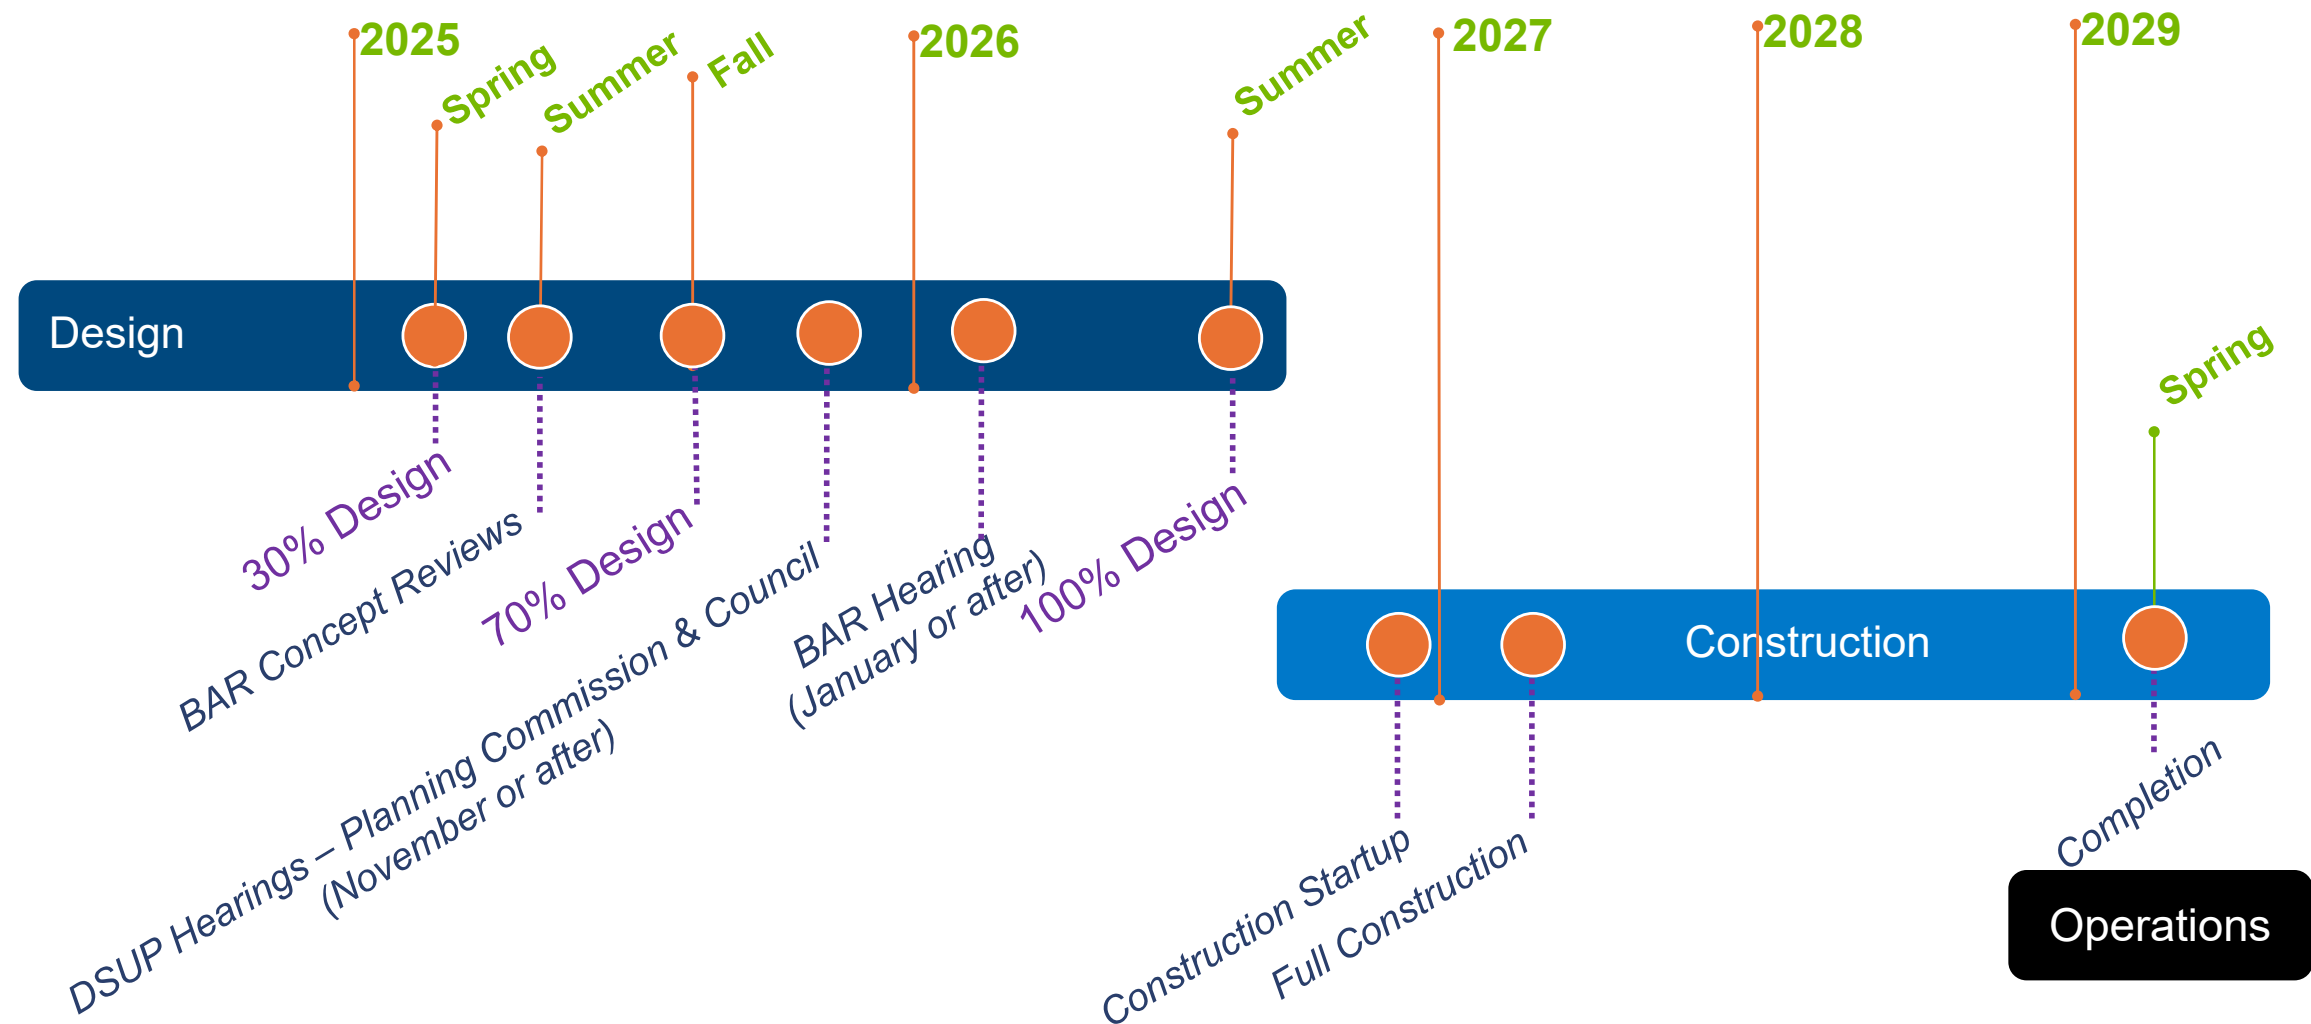 2025
Spring
Summer
Fall
2026
Summer
2027
2028
2029
Design
30% Design
BAR Concept Reviews
70% Design
DSUP Hearings – Planning Commission & Council
(November or after)
BAR Hearing
(January or after)
100% Design
Spring
Construction
Construction Startup
Full Construction
Completion
Operations